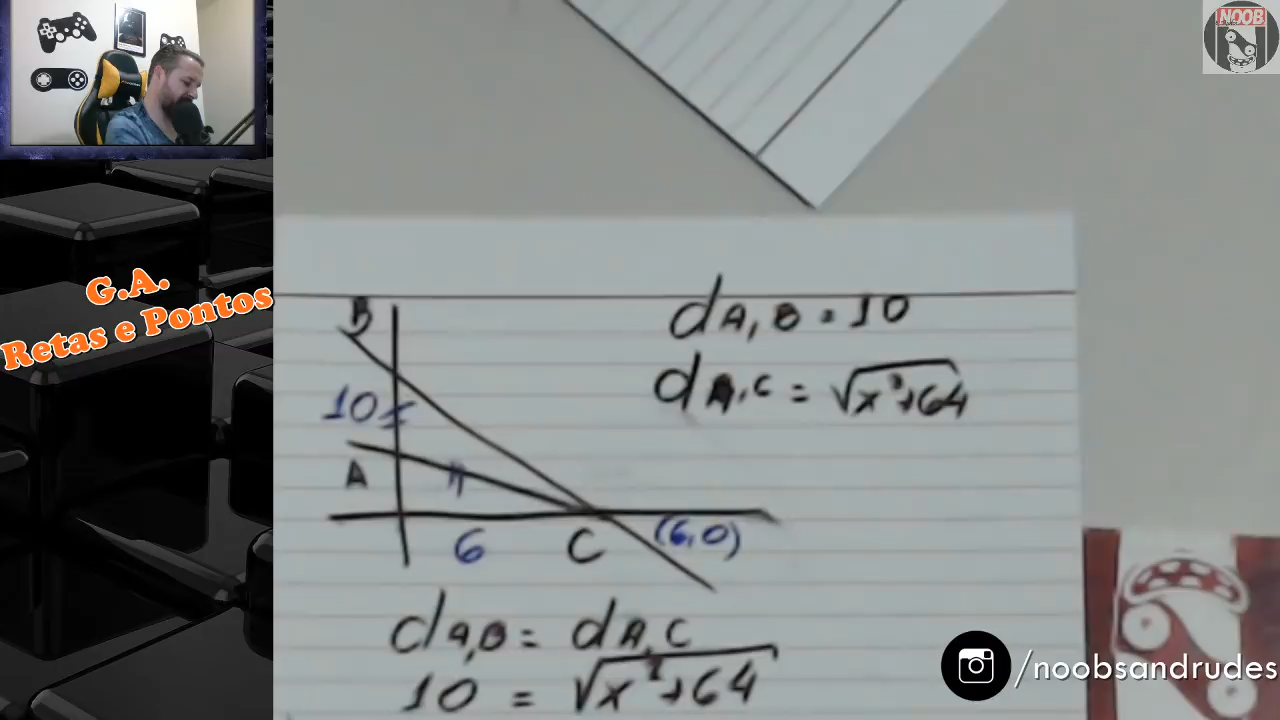 NOOB
G.A.
Retas e Pontos
B
10
A
6
C
(6,0)
dA,B = 10
dA,C = √x²+64
dA,B = dA,C
10 = √x²+64
/noobsandrudes